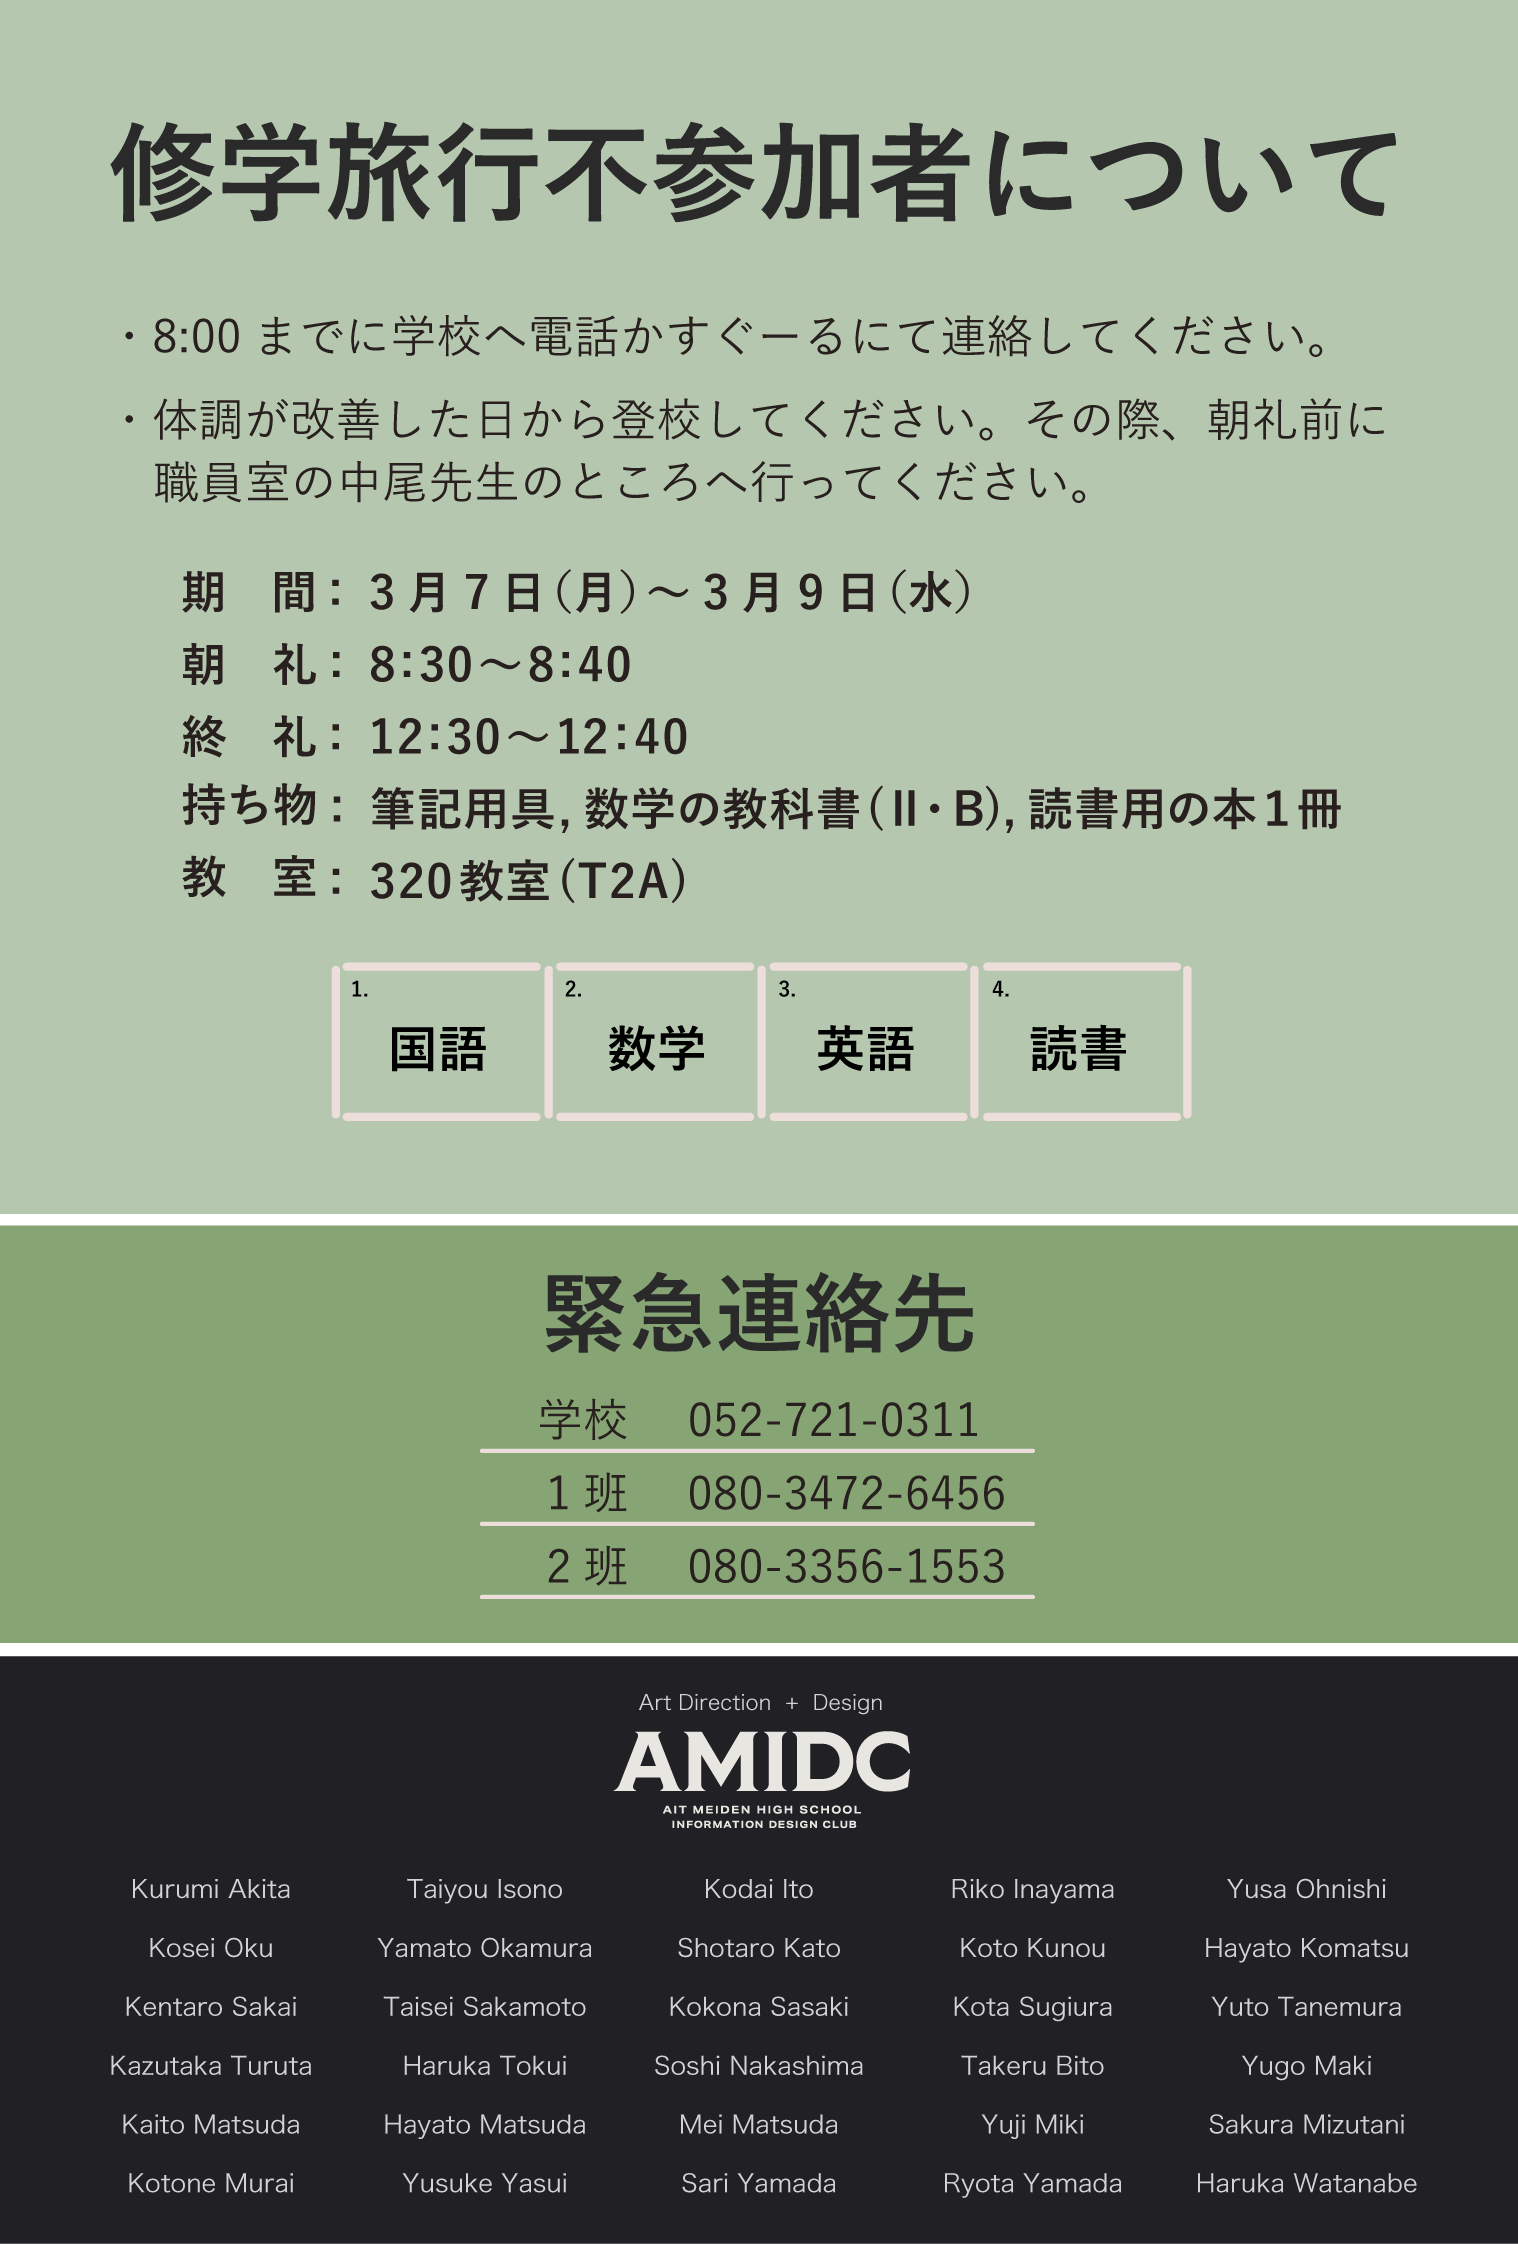 修学旅行不参加者について
・8:00 までに学校へ電話かすぐーるにて連絡してください。
・体調が改善した日から登校してください。その際、朝礼前に
職員室の中尾先生のところへ行ってください。
期　間： 3月7日(月)～3月9日(水)
朝　礼： 8:30～8:40
終　礼： 12:30～12:40
持ち物： 筆記用具, 数学の教科書(Ⅱ・B), 読書用の本1冊
教　室： 320教室(T2A)
1. 2. 3. 4.
国語 数学 英語 読書
緊急連絡先
学校 052-721-0311
1 班 080-3472-6456
2 班 080-3356-1553
Art Direction + Design
AMIDC
AIT MEIDEN HIGH SCHOOL
INFORMATION DESIGN CLUB
Kurumi Akita Taiyou Isono Kodai Ito Riko Inayama Yusa Ohnishi
Kosei Oku Yamato Okamura Shotaro Kato Koto Kunou Hayato Komatsu
Kentaro Sakai Taisei Sakamoto Kokona Sasaki Kota Sugiura Yuto Tanemura
Kazutaka Turuta Haruka Tokui Soshi Nakashima Takeru Bito Yugo Maki
Kaito Matsuda Hayato Matsuda Mei Matsuda Yuji Miki Sakura Mizutani
Kotone Murai Yusuke Yasui Sari Yamada Ryota Yamada Haruka Watanabe